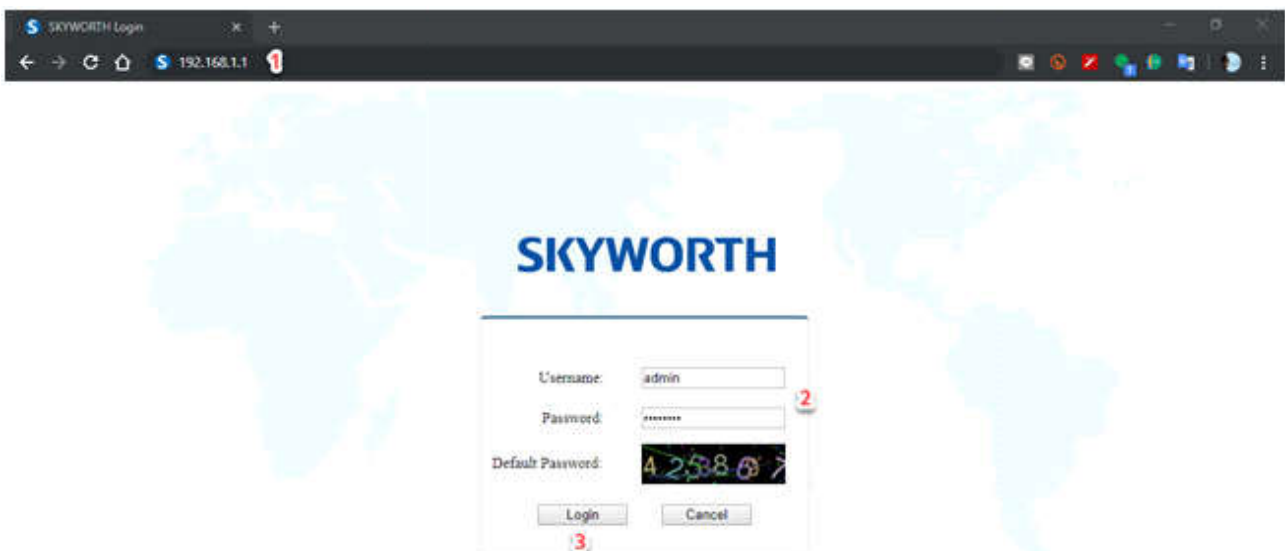 SKYWORTH Login
192.168.1.1 1
SKYWORTH
Username: admin
2
Password: ........
Default Password:
Login Cancel
3